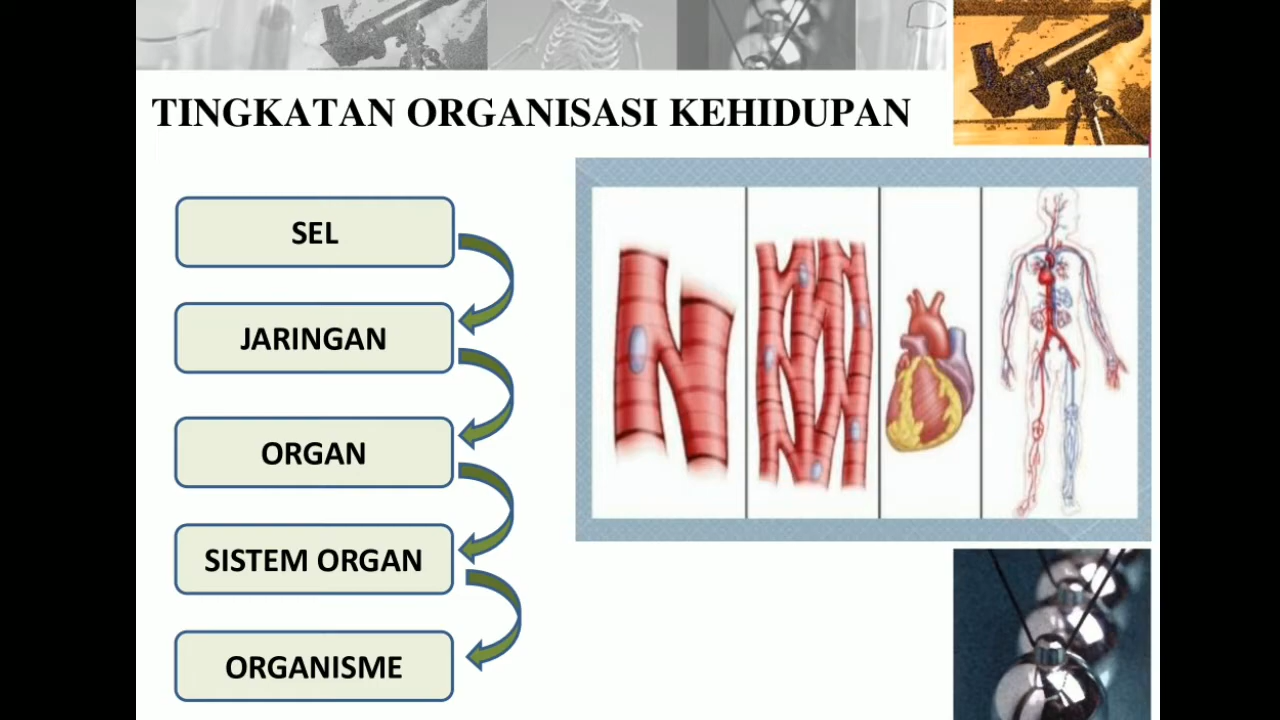 TINGKATAN ORGANISASI KEHIDUPAN
SEL
JARINGAN
ORGAN
SISTEM ORGAN
ORGANISME